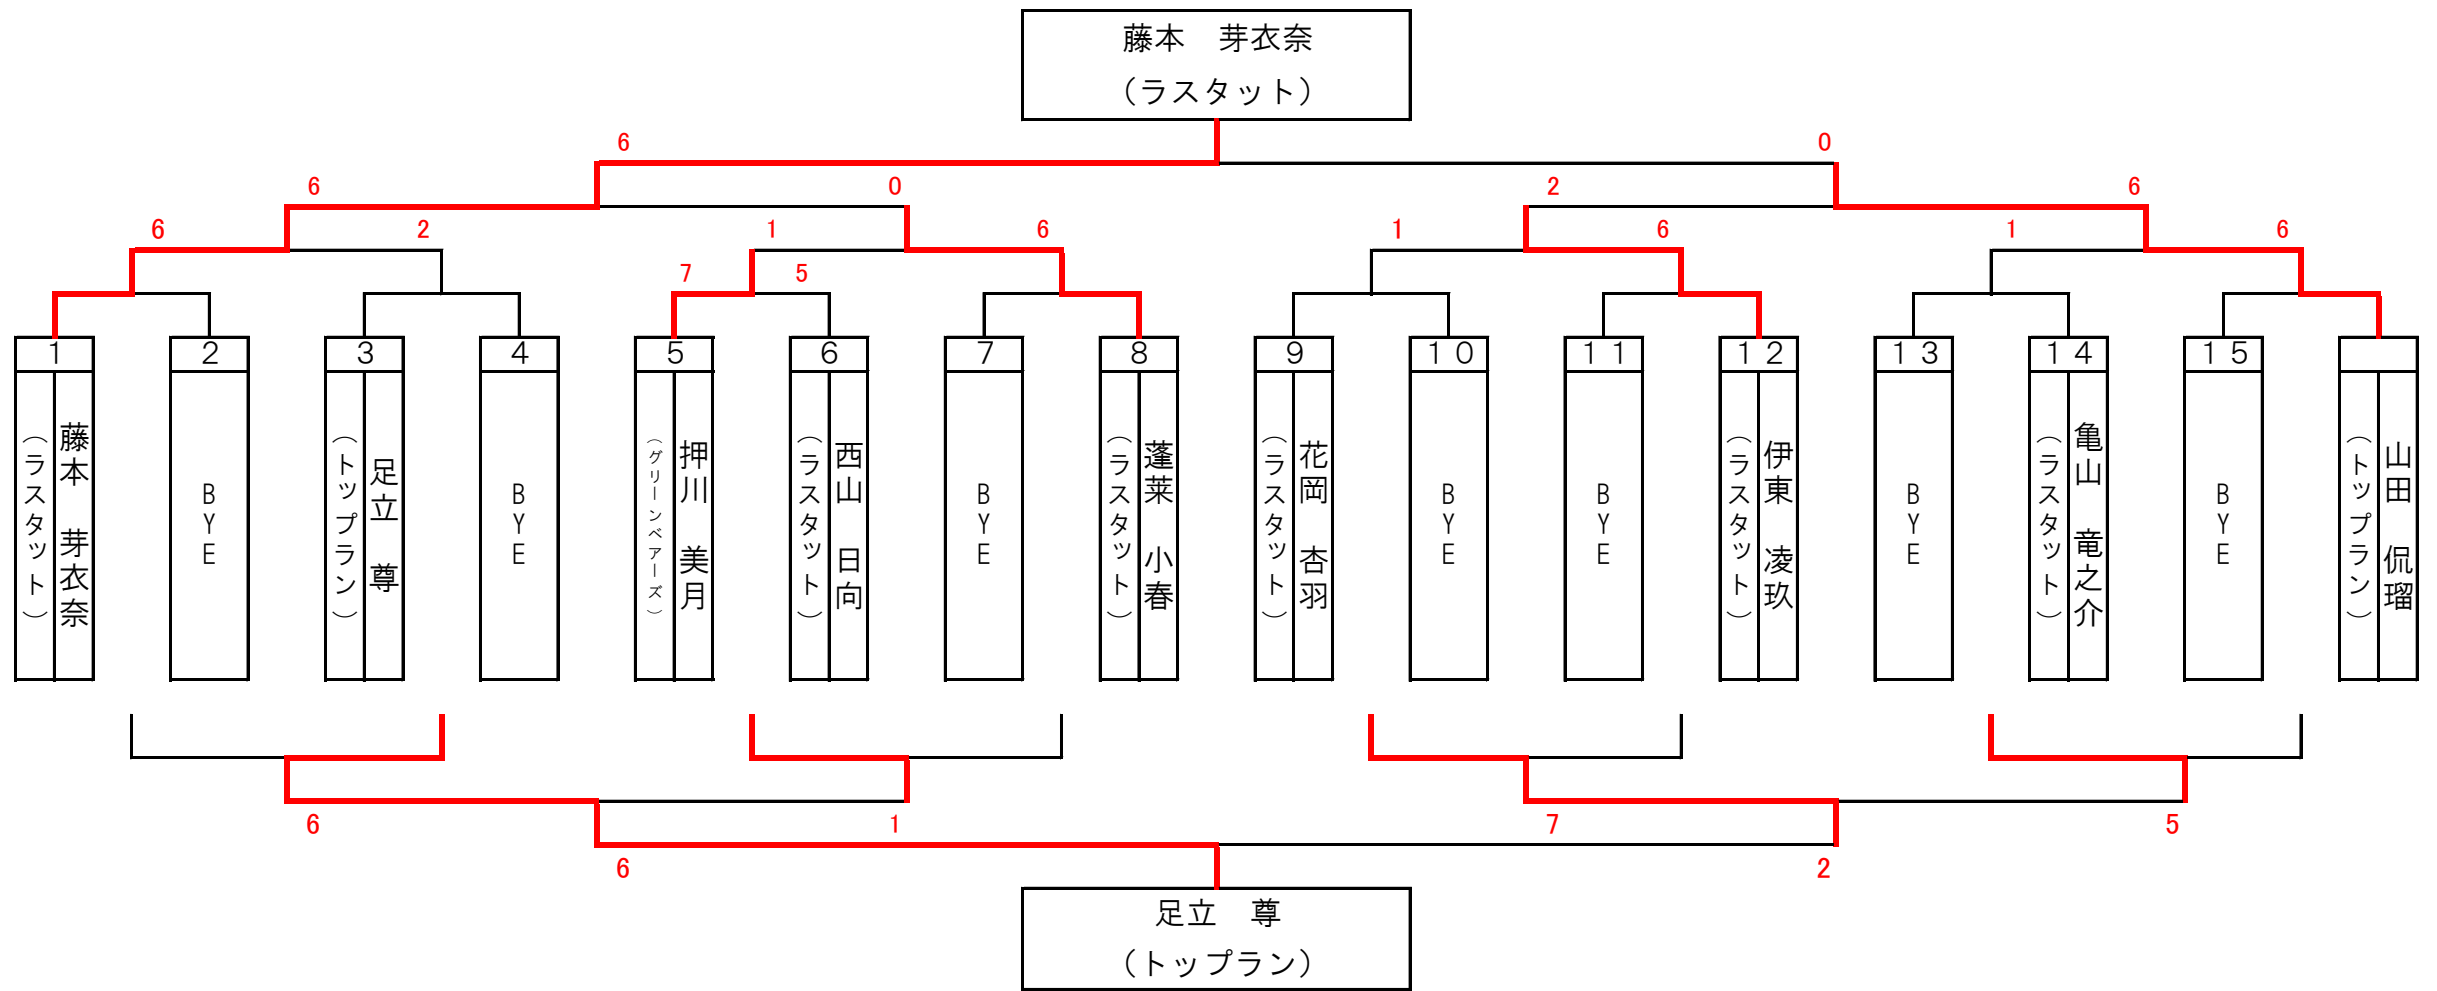 藤本　芽衣奈
（ラスタット）
6 0
6 0 2 6
6 2 1 6 1 6 1 6
7 5
1 2 3 4 5 6 7 8 9 10 11 12 13 14 15
藤本　芽衣奈
（ラスタット）
BYE
足立　尊
（トップラン）
BYE
押川　美月
（グリーンベアーズ）
西山　日向
（ラスタット）
BYE
蓬莱　小春
（ラスタット）
花岡　杏羽
（ラスタット）
BYE
BYE
伊東　凌玖
（ラスタット）
BYE
亀山　竜之介
（ラスタット）
BYE
山田　侃瑠
（トップラン）
6 1 7 5
6 2
足立　尊
（トップラン）